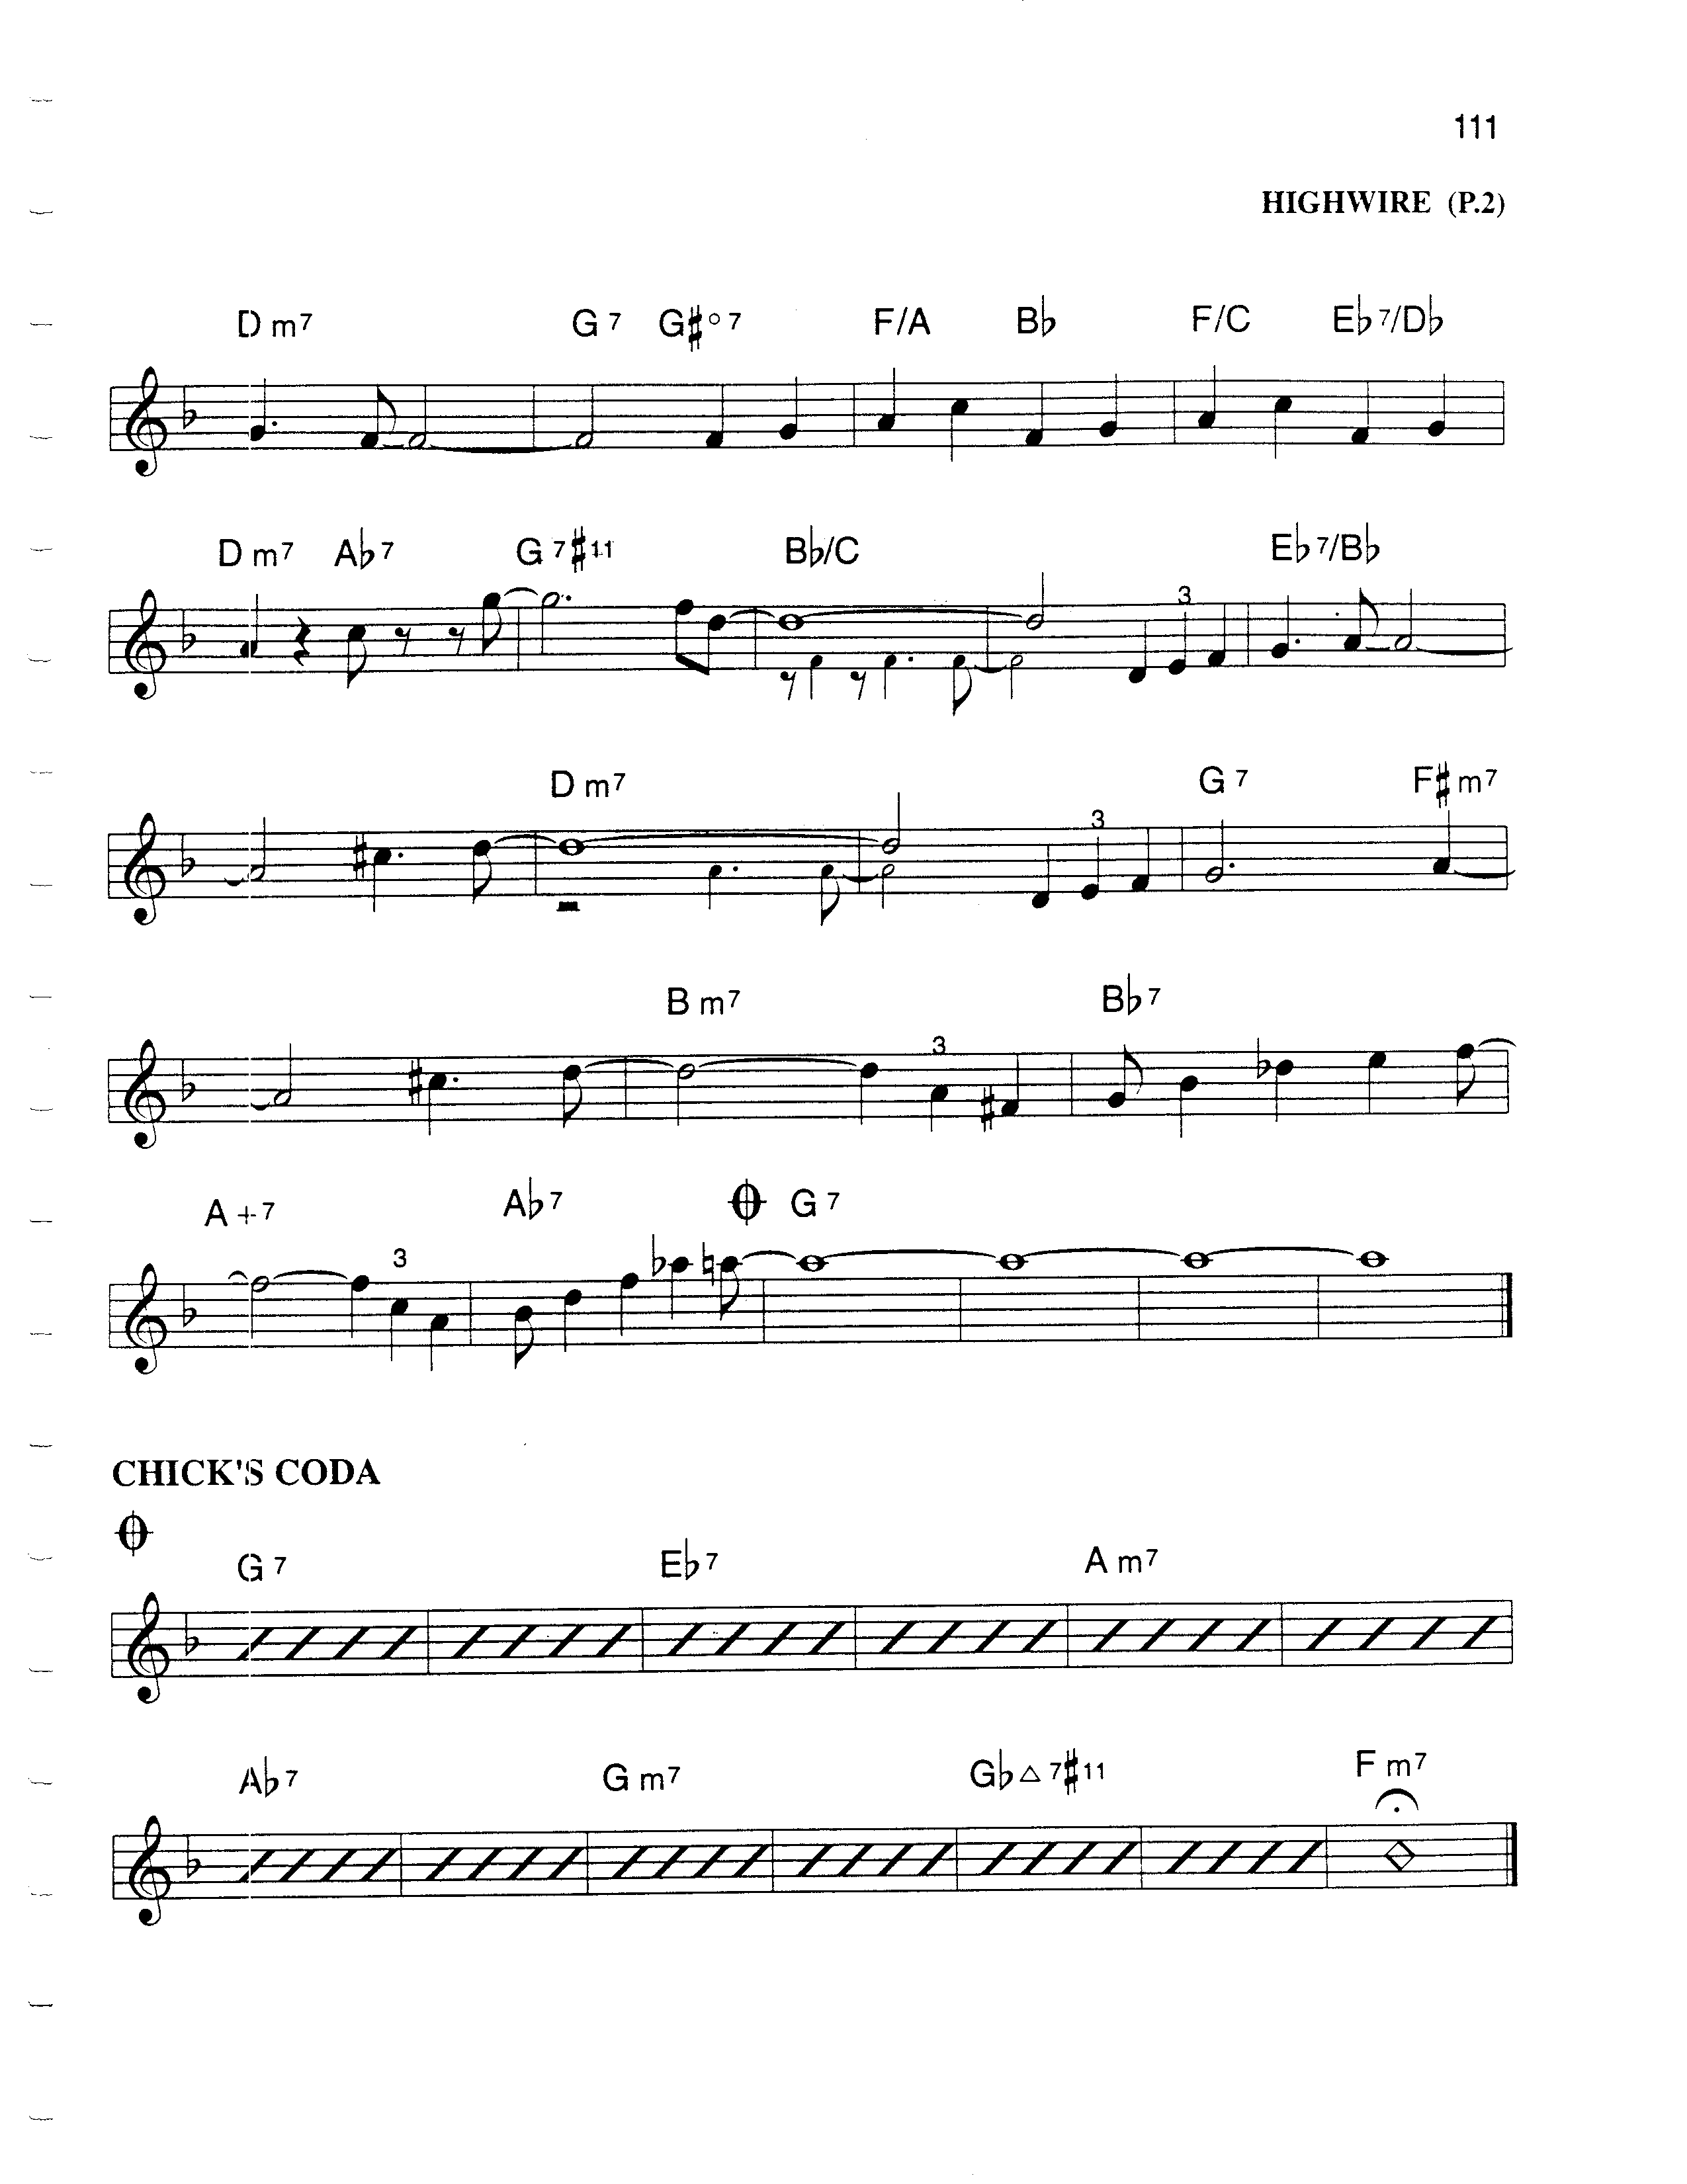 111
HIGHWIRE (P.2)
D m7 G 7 G♯° 7 F/A B♭ F/C E♭7/D♭
D m7 A♭7 G 7♯11 B♭/C 3 E♭7/B♭
D m7 3 G 7 F♯m7
B m7 3 B♭7
A +7 3 A♭7 G 7
CHICK'S CODA
G 7 E♭7 A m7
A♭7 G m7 G♭△7♯11 F m7